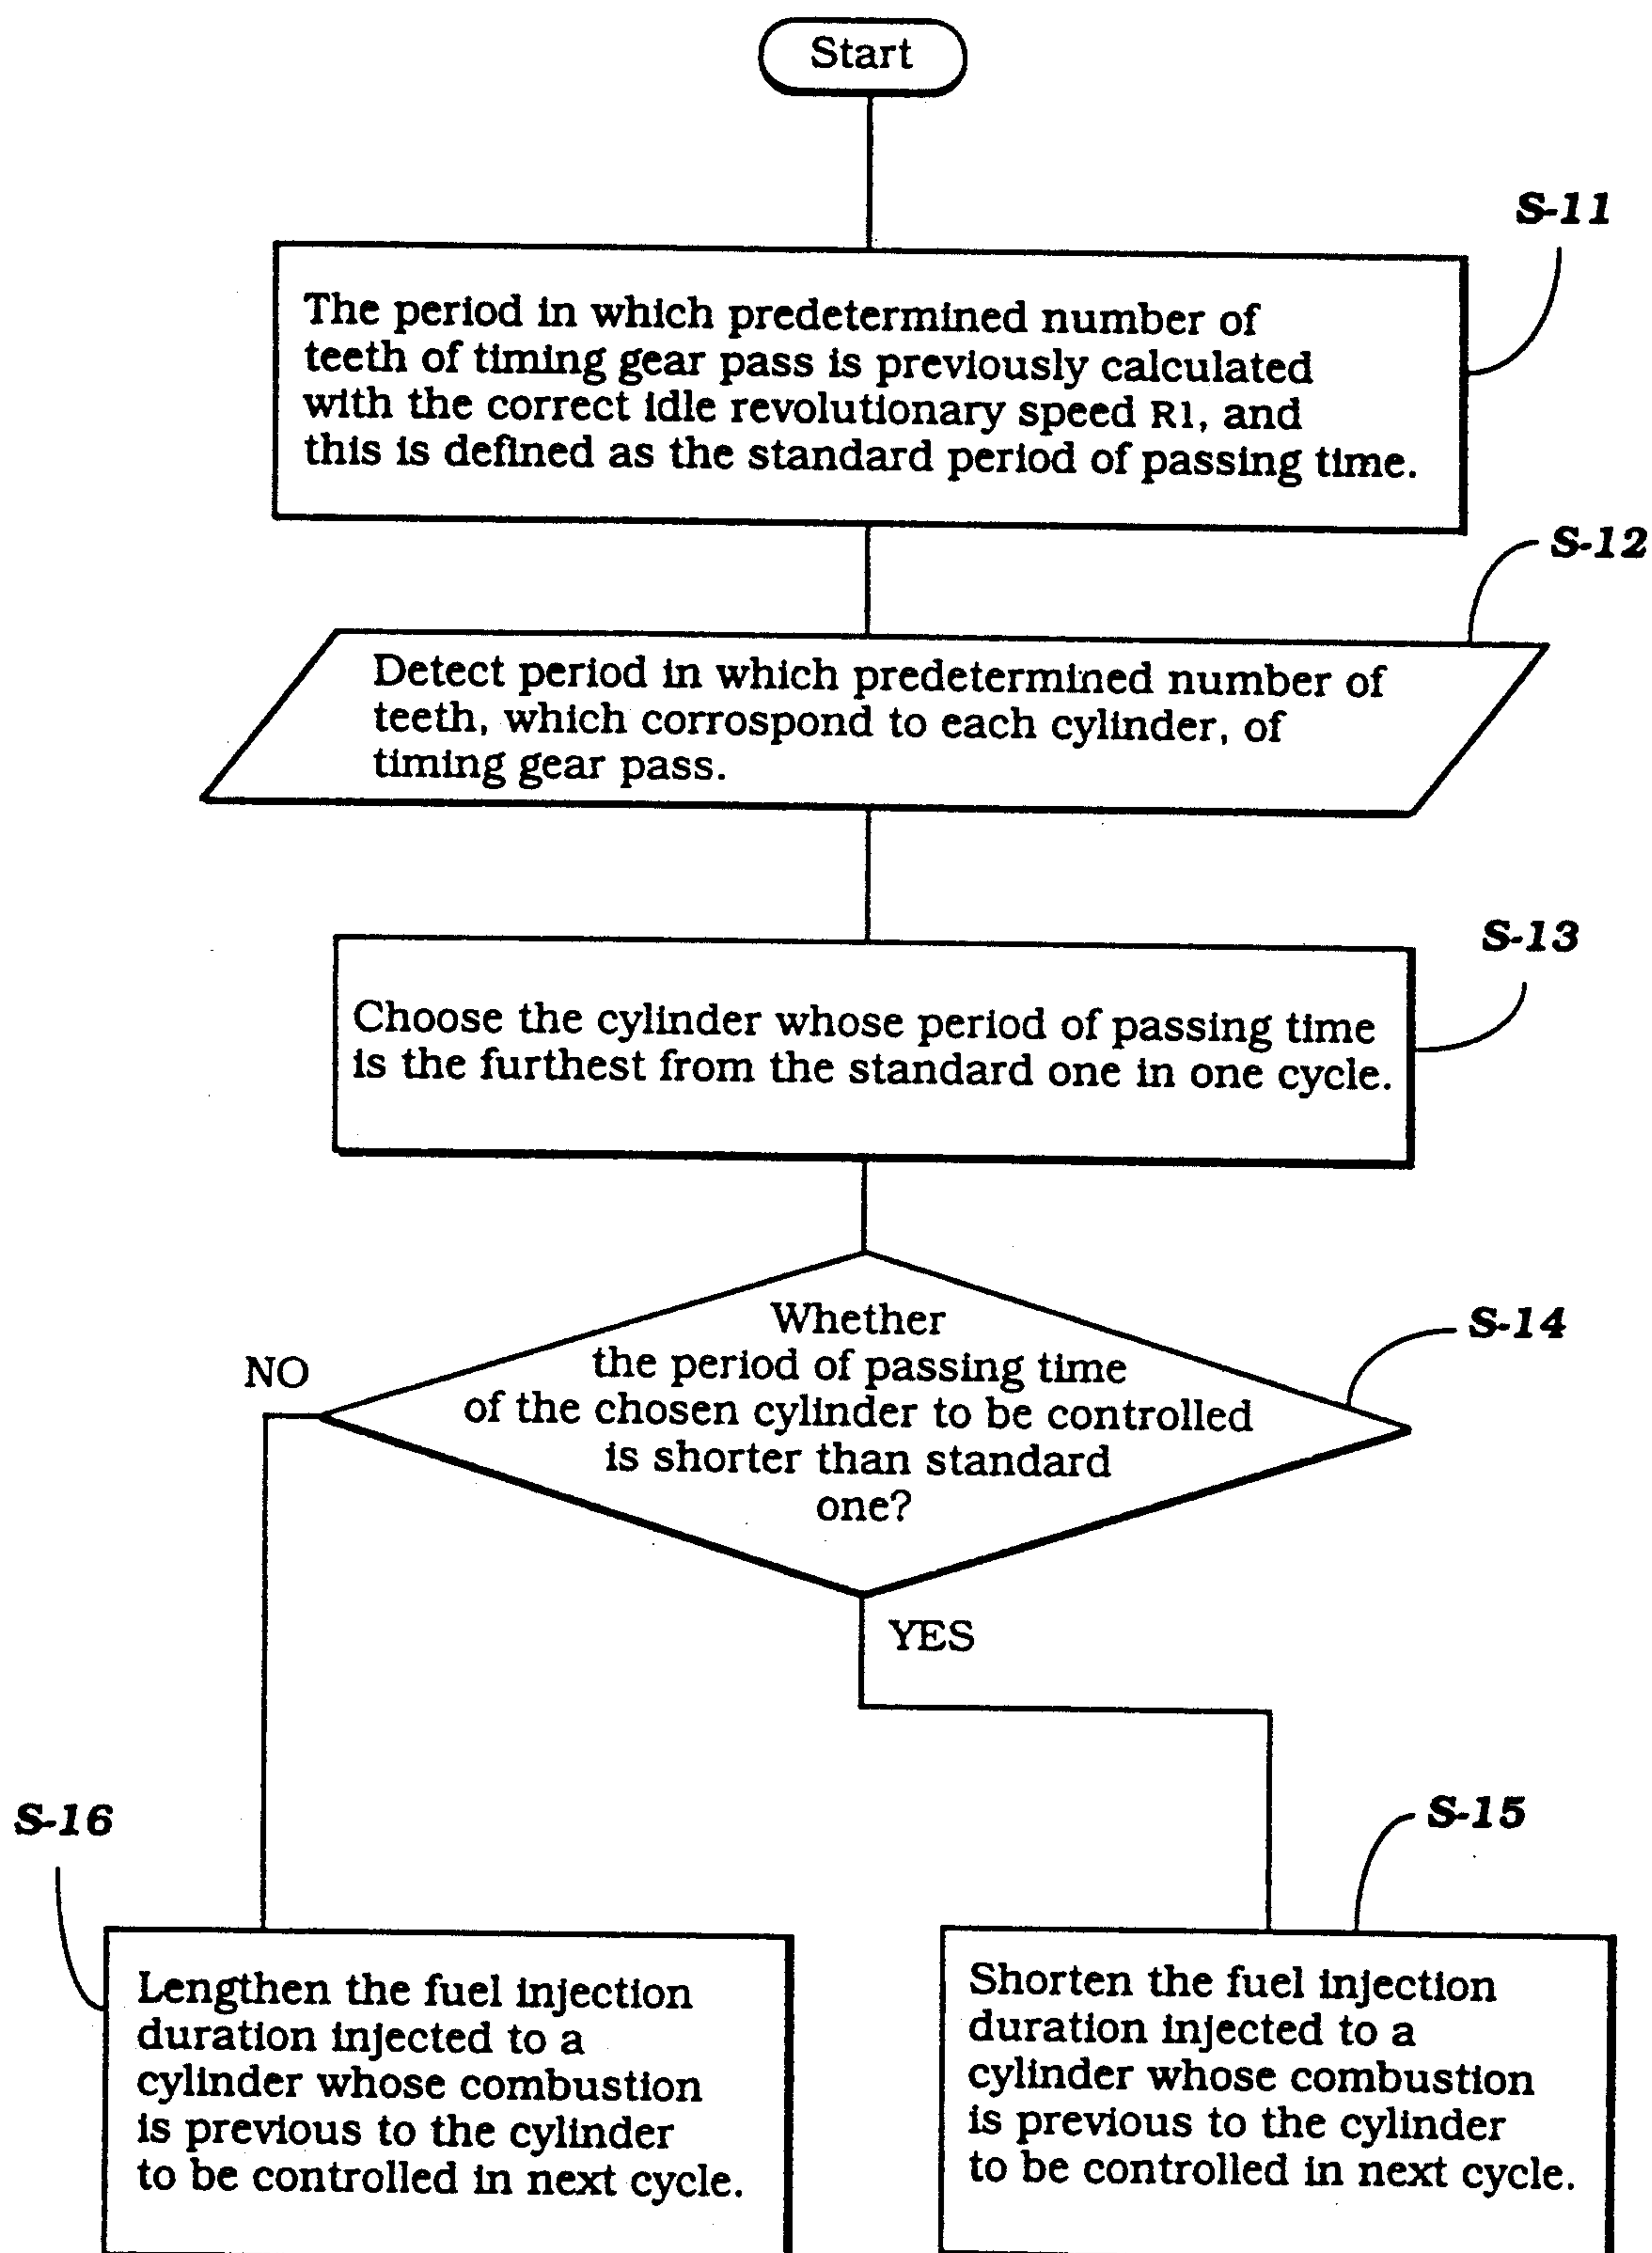 Start
S-11
The period in which predetermined number of
teeth of timing gear pass is previously calculated
with the correct idle revolutionary speed R1, and
this is defined as the standard period of passing time.
S-12
Detect period in which predetermined number of
teeth, which corrospond to each cylinder, of
timing gear pass.
S-13
Choose the cylinder whose period of passing time
is the furthest from the standard one in one cycle.
S-14
Whether
the period of passing time
of the chosen cylinder to be controlled
is shorter than standard
one?
NO
YES
S-16
S-15
Lengthen the fuel injection
duration injected to a
cylinder whose combustion
is previous to the cylinder
to be controlled in next cycle.
Shorten the fuel injection
duration injected to a
cylinder whose combustion
is previous to the cylinder
to be controlled in next cycle.